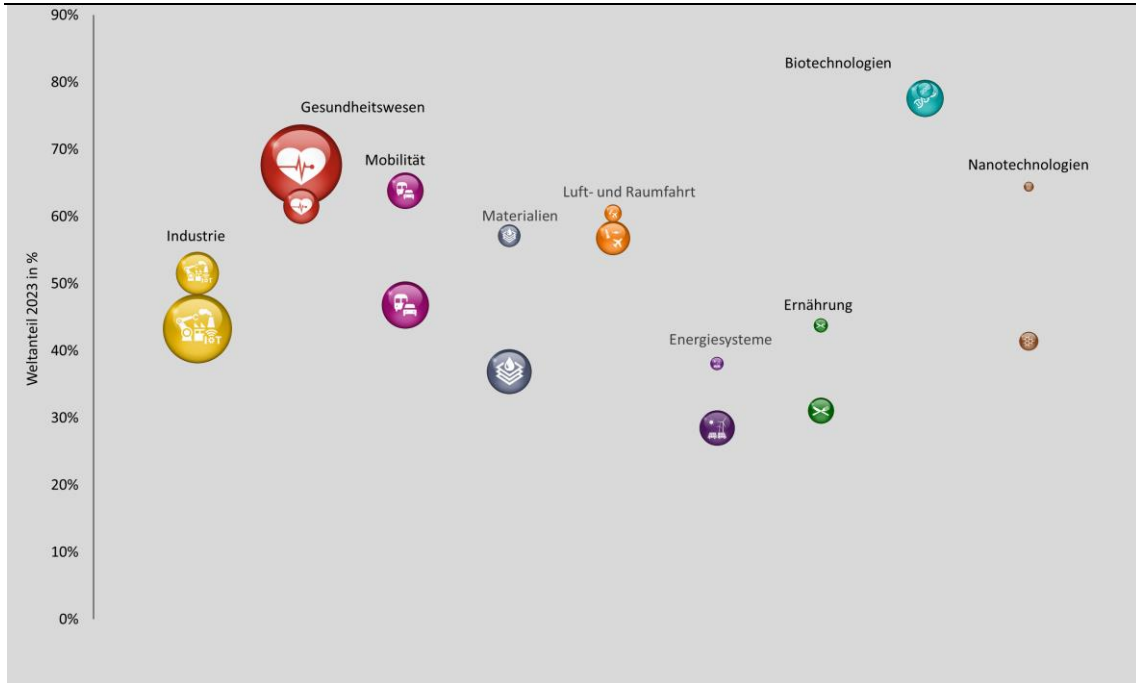 90%
80%
70%
60%
50%
40%
30%
20%
10%
0%
Weltanteil 2023 in %
Industrie
Gesundheitswesen
Mobilität
Materialien
Luft- und Raumfahrt
Energiesysteme
Ernährung
Biotechnologien
Nanotechnologien
IOT